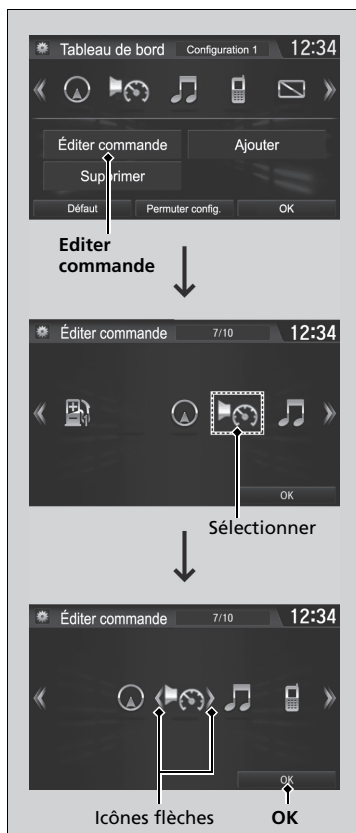 Tableau de bord Configuration 1 12:34
Éditer commande Ajouter
Supprimer
Défaut Permuter config. OK
Editer
commande
Éditer commande 7/10 12:34
OK
Sélectionner
Éditer commande 7/10 12:34
OK
Icônes flèches OK